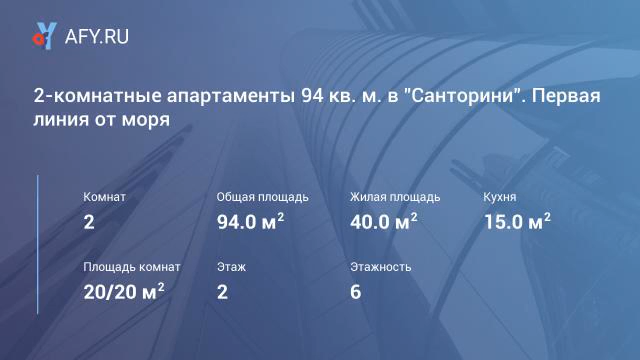 AFY.RU
2-комнатные апартаменты 94 кв. м. в "Санторини". Первая
линия от моря
Комнат Общая площадь Жилая площадь Кухня
2 94.0 м² 40.0 м² 15.0 м²
Площадь комнат Этаж Этажность
20/20 м² 2 6